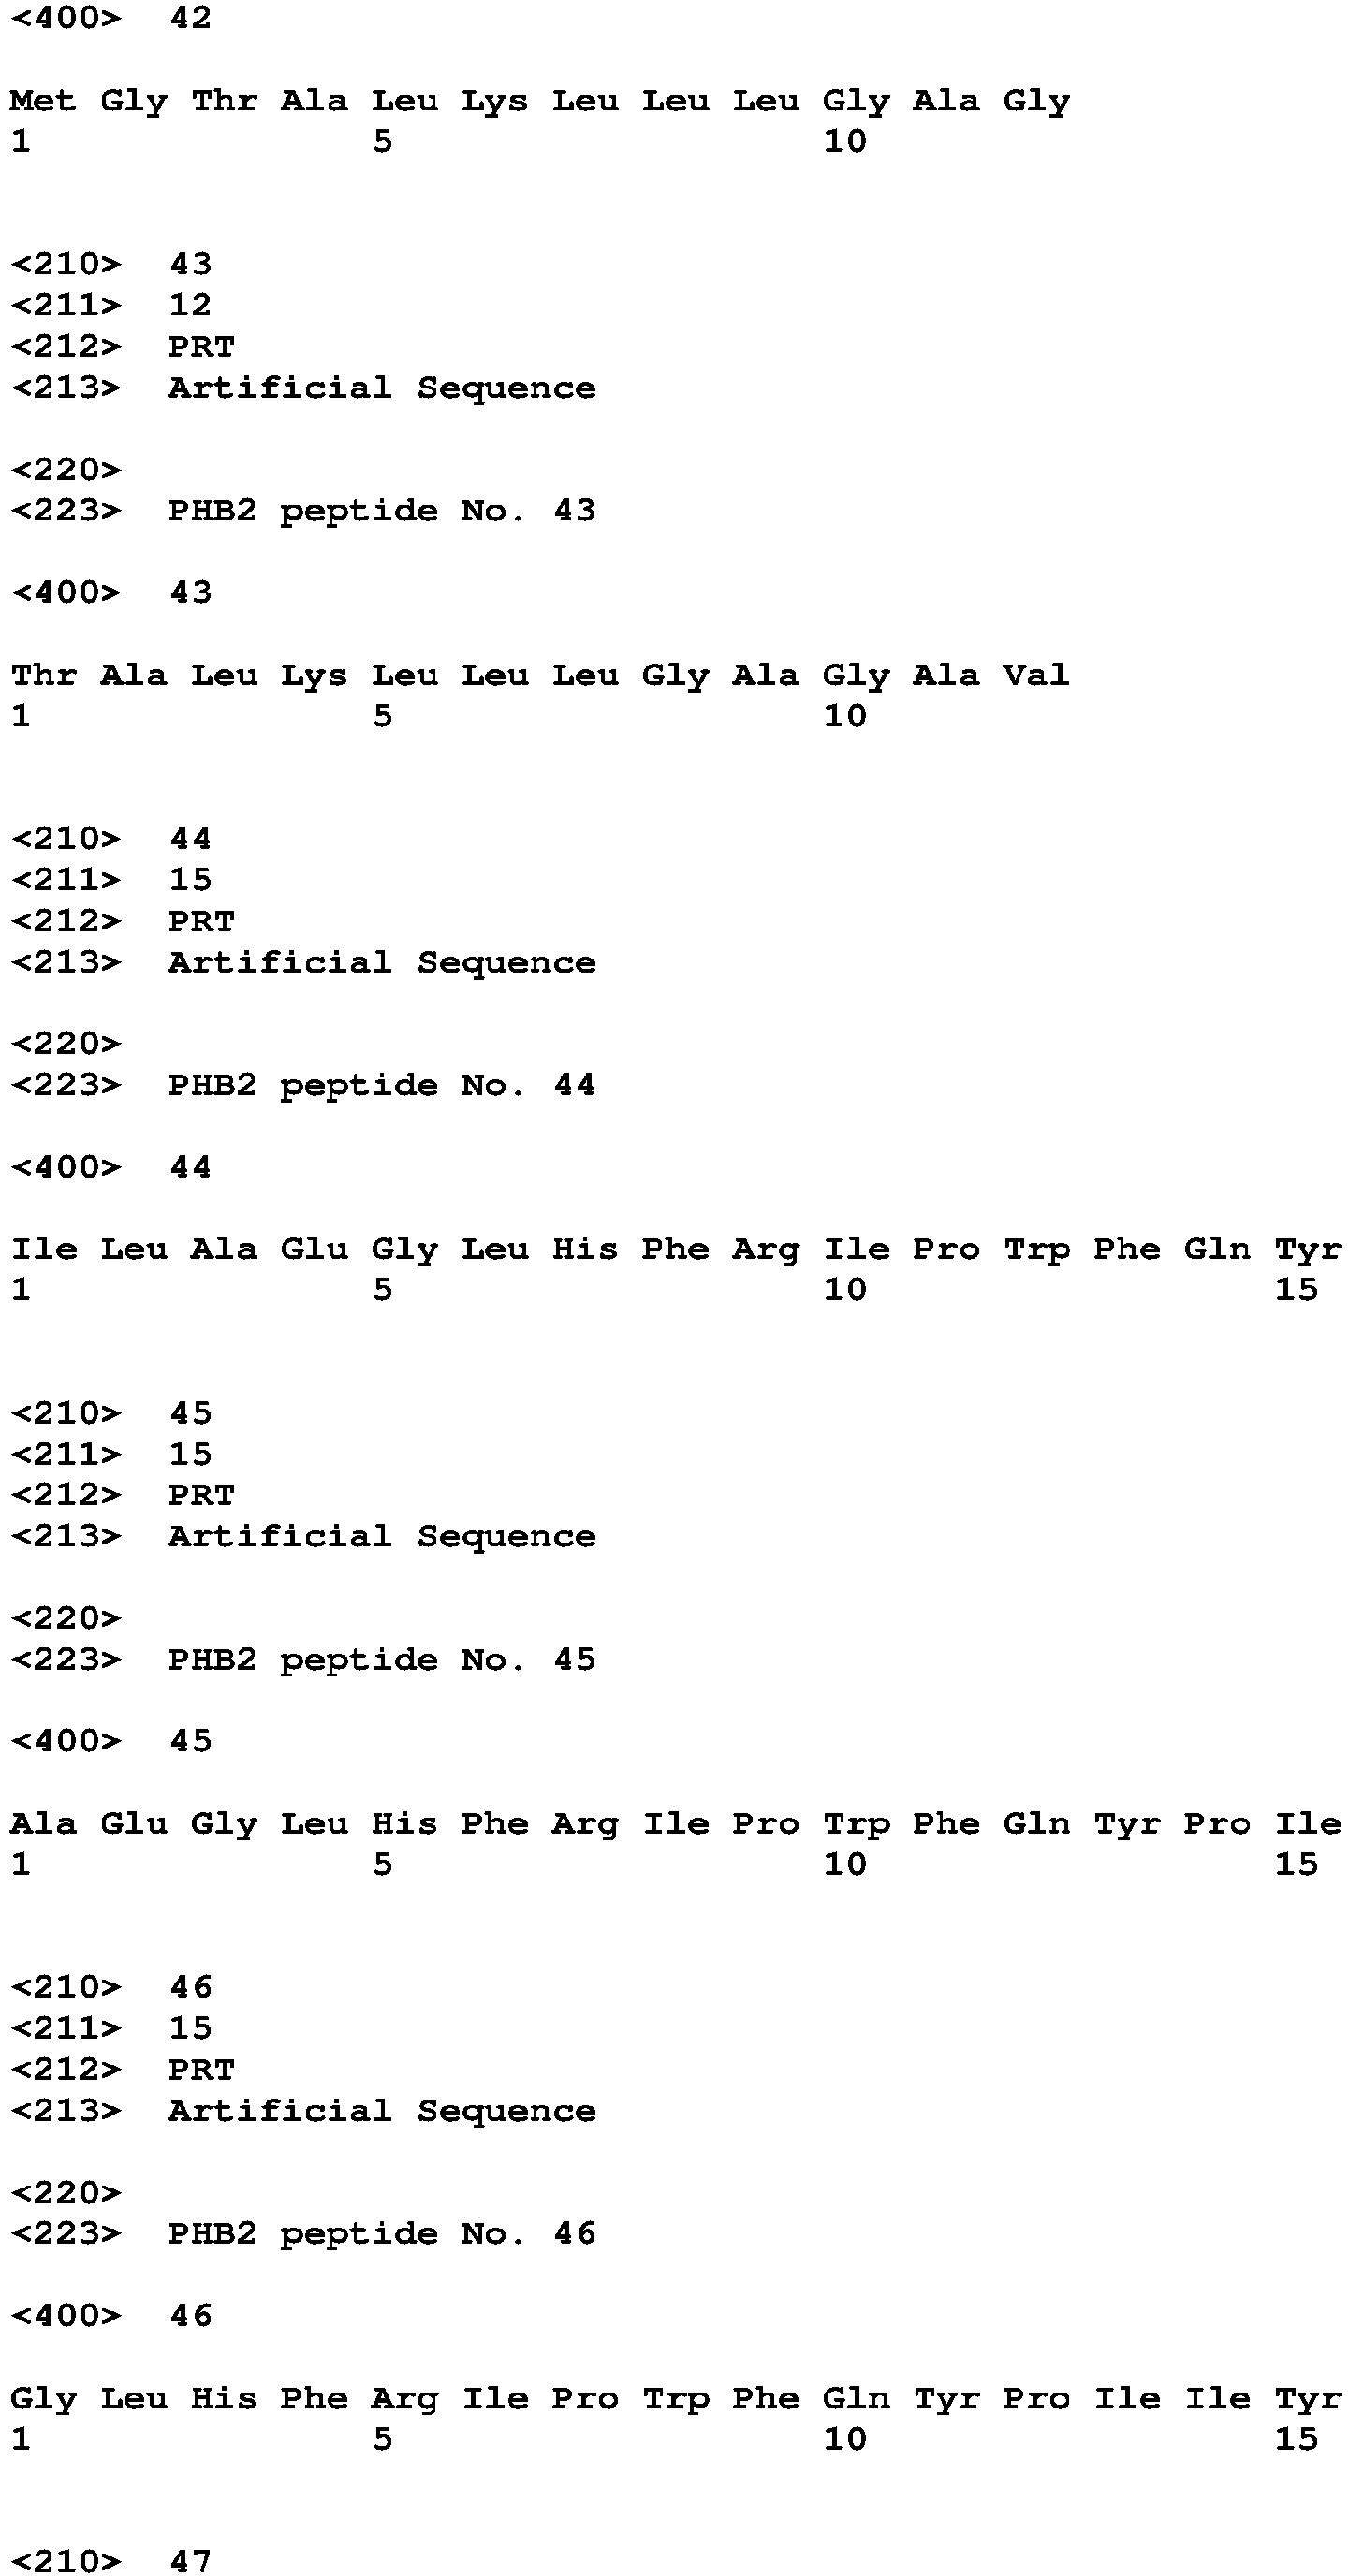 <400>  42
Met Gly Thr Ala Leu Lys Leu Leu Leu Gly Ala Gly
1               5                   10
<210>  43
<211>  12
<212>  PRT
<213>  Artificial Sequence
<220>
<223>  PHB2 peptide No. 43
<400>  43
Thr Ala Leu Lys Leu Leu Leu Gly Ala Gly Ala Val
1               5                   10
<210>  44
<211>  15
<212>  PRT
<213>  Artificial Sequence
<220>
<223>  PHB2 peptide No. 44
<400>  44
Ile Leu Ala Glu Gly Leu His Phe Arg Ile Pro Trp Phe Gln Tyr
1               5                   10                  15
<210>  45
<211>  15
<212>  PRT
<213>  Artificial Sequence
<220>
<223>  PHB2 peptide No. 45
<400>  45
Ala Glu Gly Leu His Phe Arg Ile Pro Trp Phe Gln Tyr Pro Ile
1               5                   10                  15
<210>  46
<211>  15
<212>  PRT
<213>  Artificial Sequence
<220>
<223>  PHB2 peptide No. 46
<400>  46
Gly Leu His Phe Arg Ile Pro Trp Phe Gln Tyr Pro Ile Ile Tyr
1               5                   10                  15
<210>  47